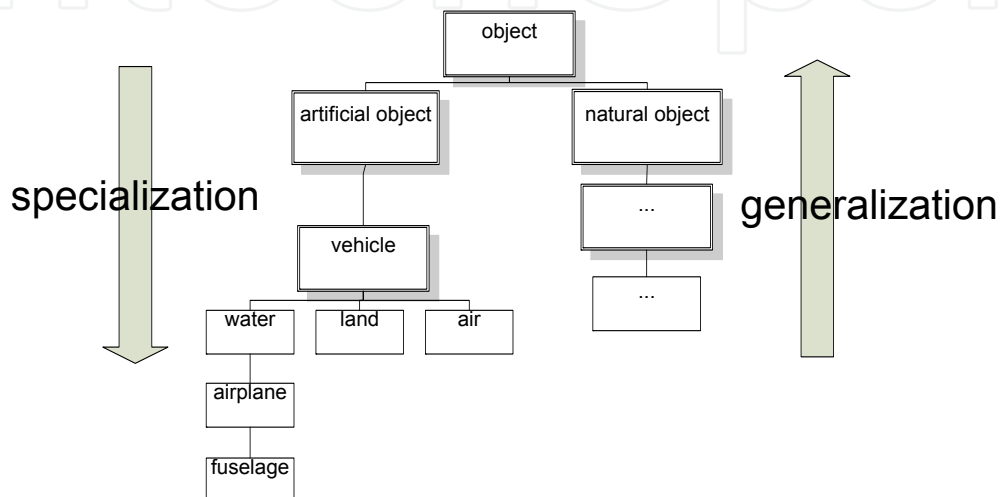 object
artificial object
natural object
specialization
...
generalization
vehicle
...
water
land
air
airplane
fuselage